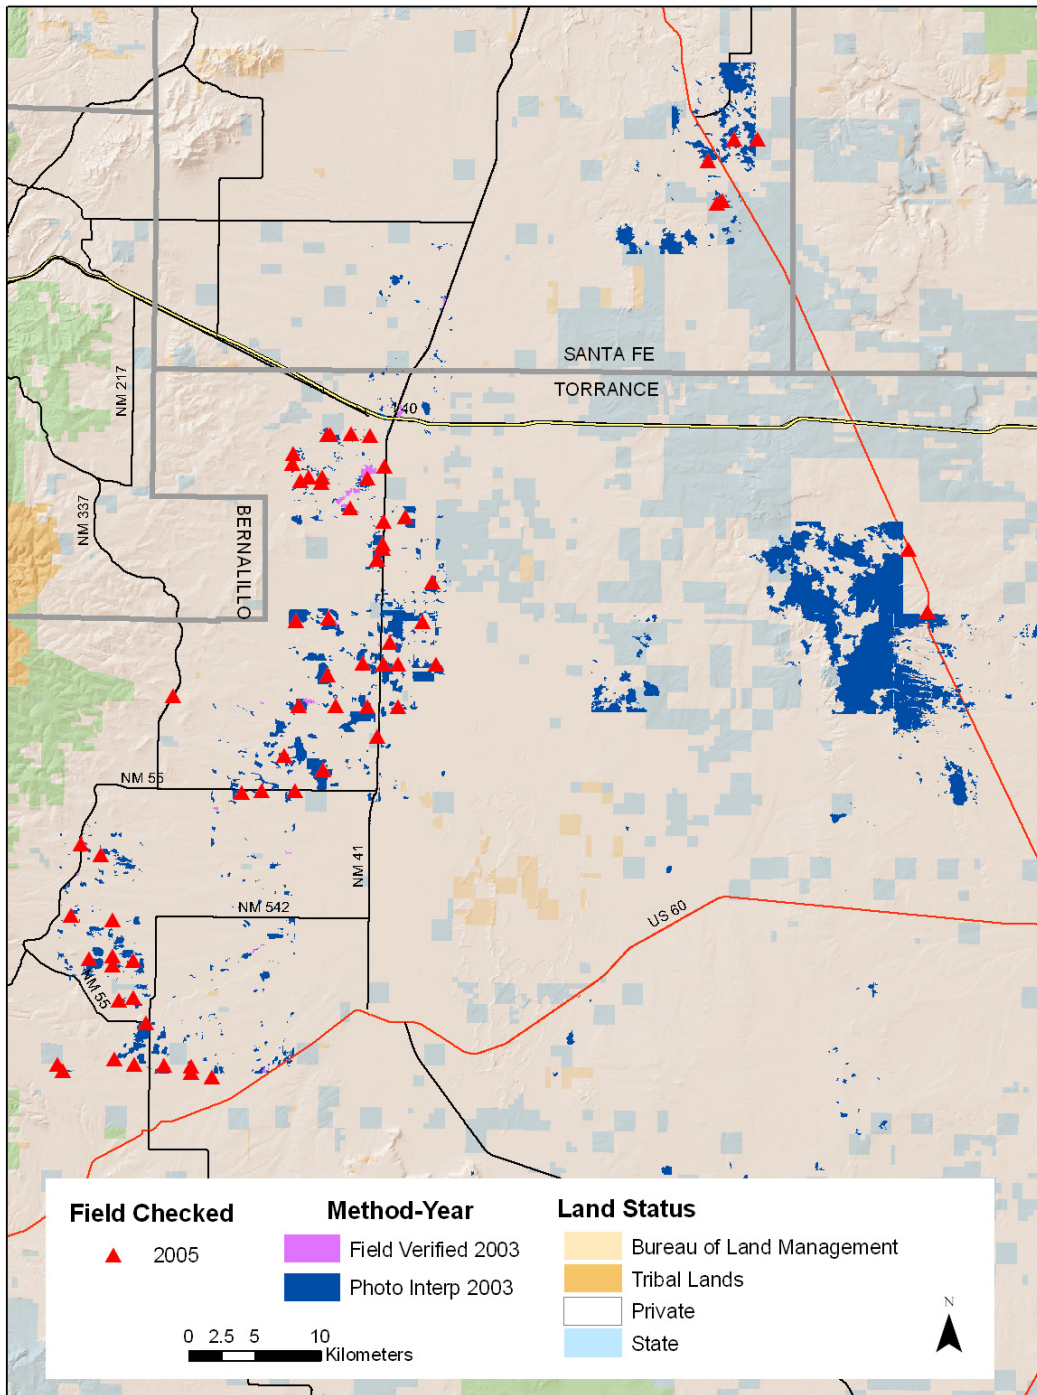 SANTA FE
TORRANCE
NM 217
40
NM 337
BERNALILLO
NM 55
NM 41
NM 542
US 60
NM 55
Field Checked
2005
Method-Year
Field Verified 2003
Photo Interp 2003
Land Status
Bureau of Land Management
Tribal Lands
Private
State
0 2.5 5 10
Kilometers
N